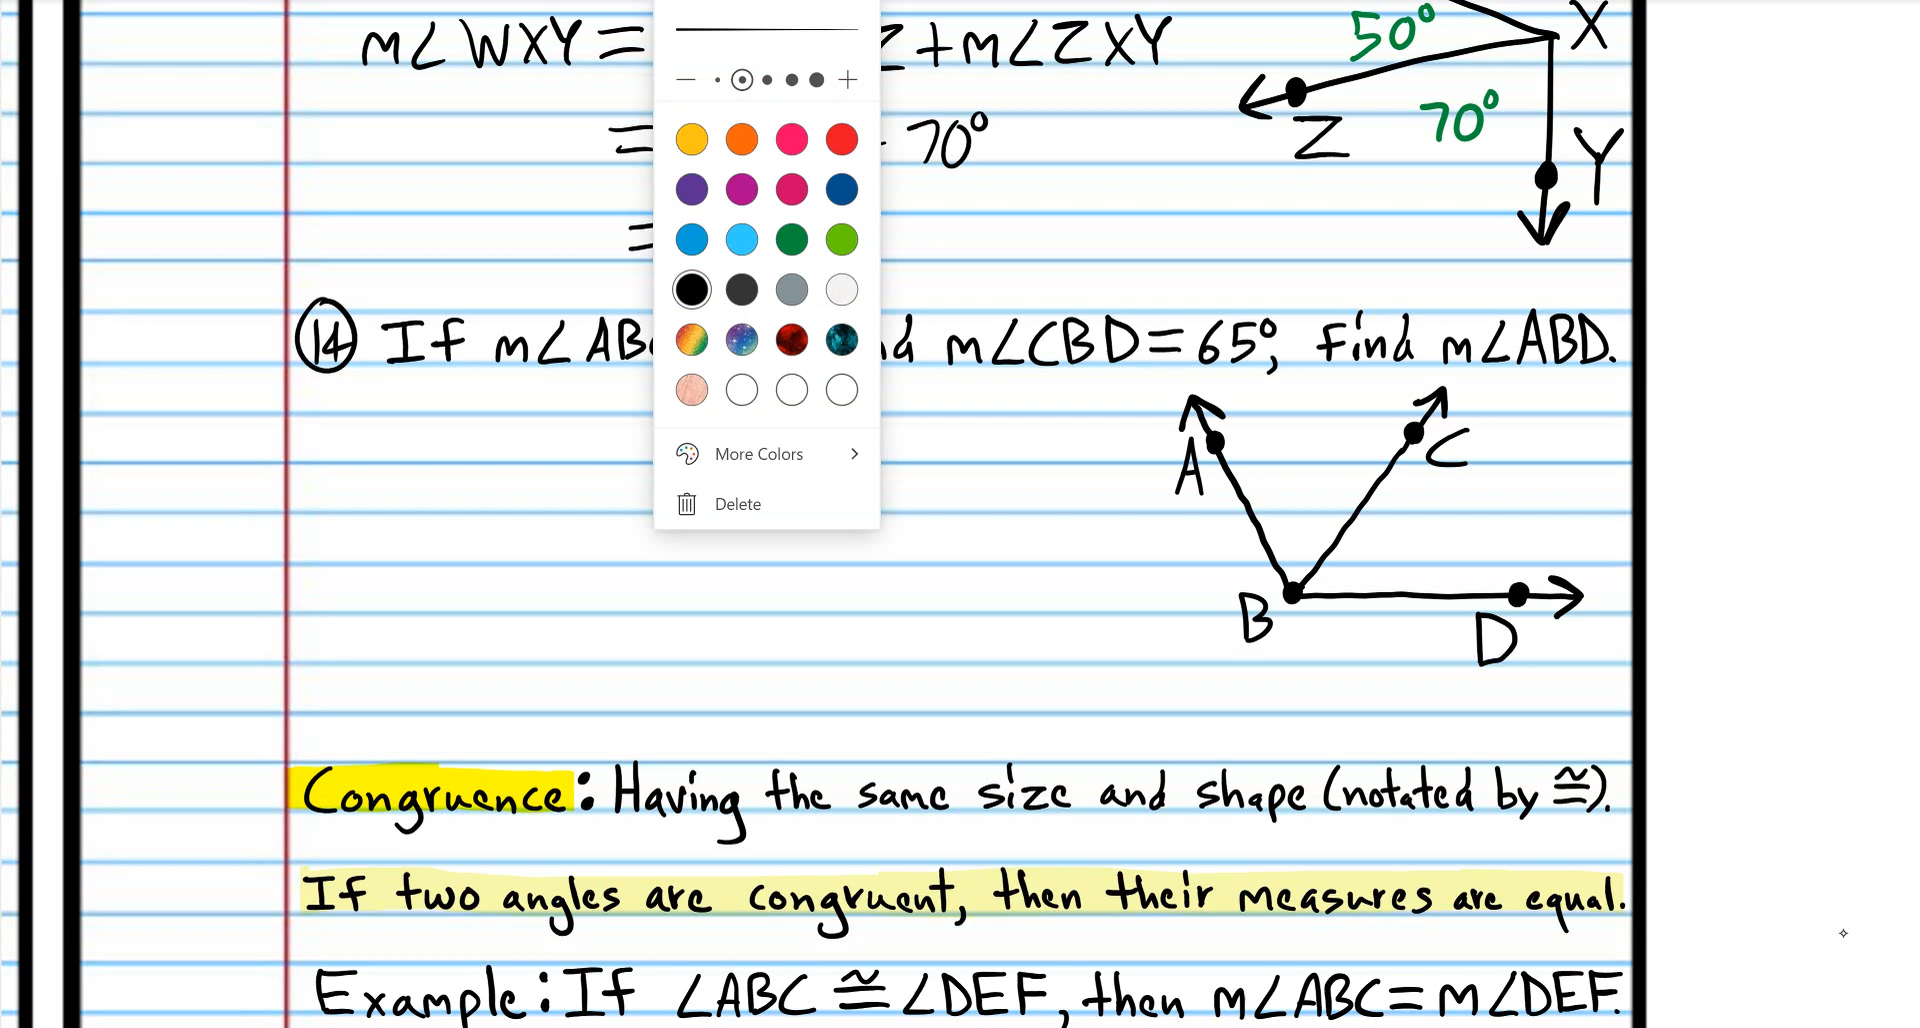 m∠WXY= Z+m∠ZXY
50°
X
= 70°
Z
70°
Y
=
14 If m∠AB nd m∠CBD=65°, find m∠ABD.
A
C
More Colors
Delete
B
D
Congruence: Having the same size and shape (notated by ≅).
If two angles are congruent, then their measures are equal.
Example: If ∠ABC ≅ ∠DEF, then m∠ABC=m∠DEF.